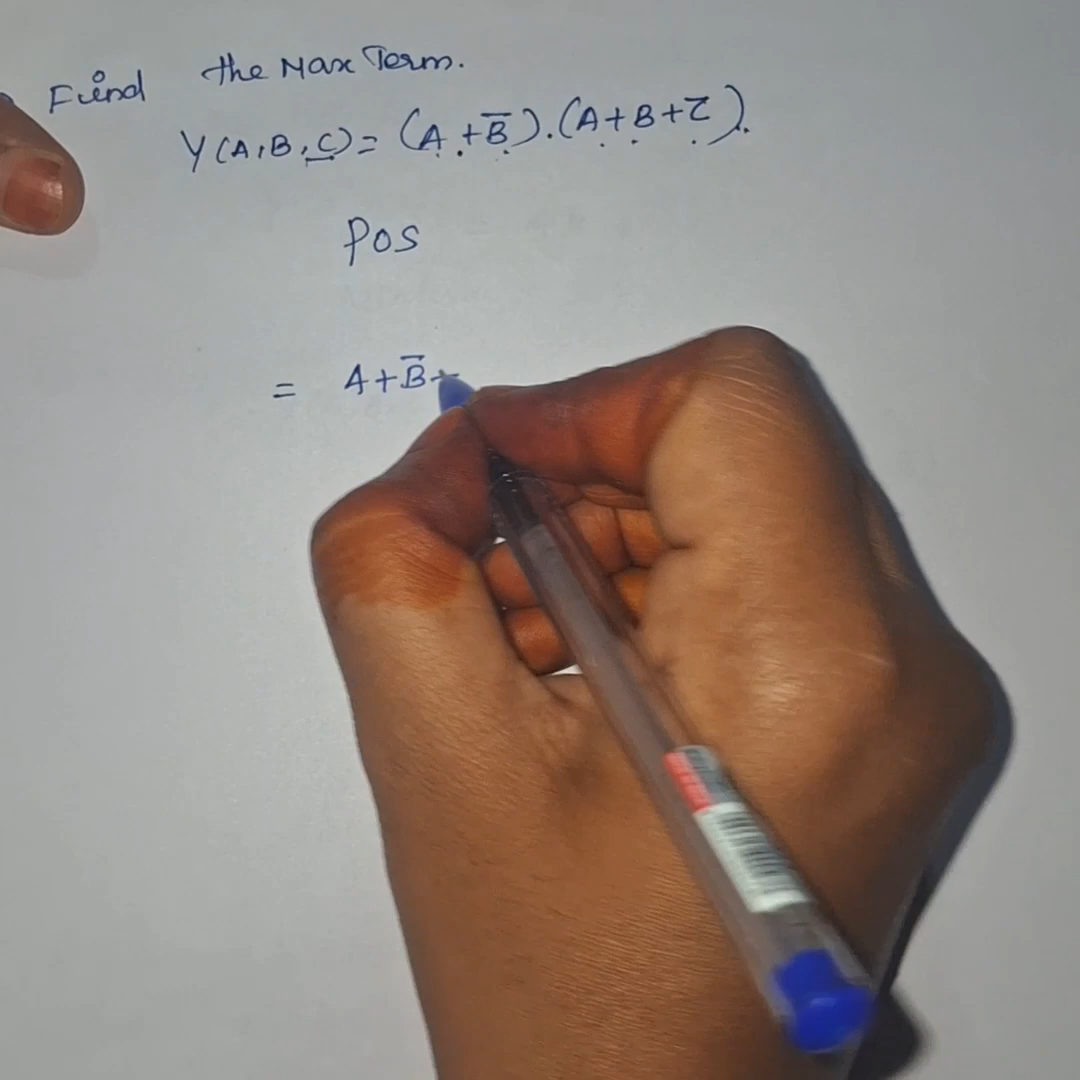 Find the Max Term.
Y(A,B,C) = (A+B̅).(A+B+C̅).
Pos
= A+B̅+